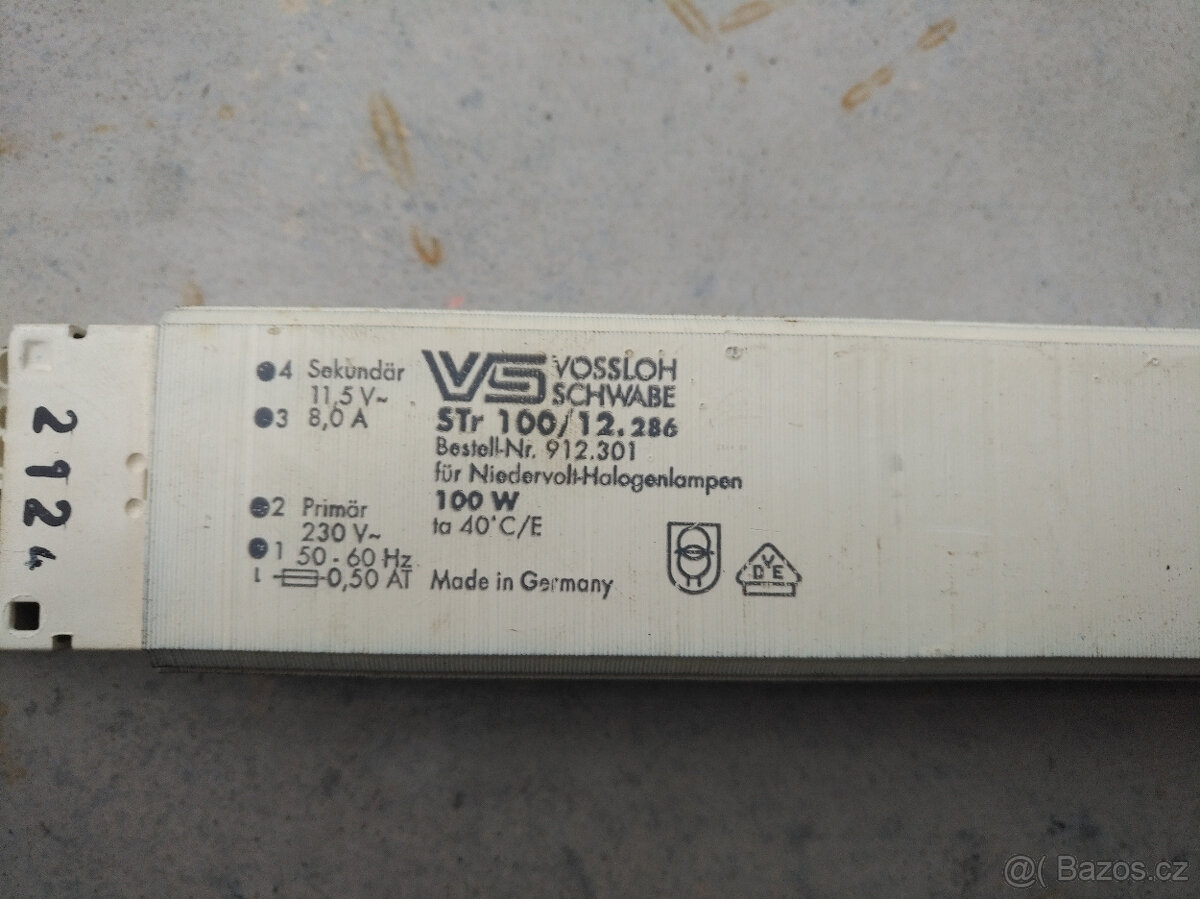 2124
4 Sekundär
11,5 V~
3 8,0 A
2 Primär
230 V~
1 50 - 60 Hz
0,50 AT
VS VOSSLOH
SCHWABE
STr 100/12.286
Bestell-Nr. 912.301
für Niedervolt-Halogenlampen
100 W
ta 40°C/E
Made in Germany
VDE
@( Bazos.cz